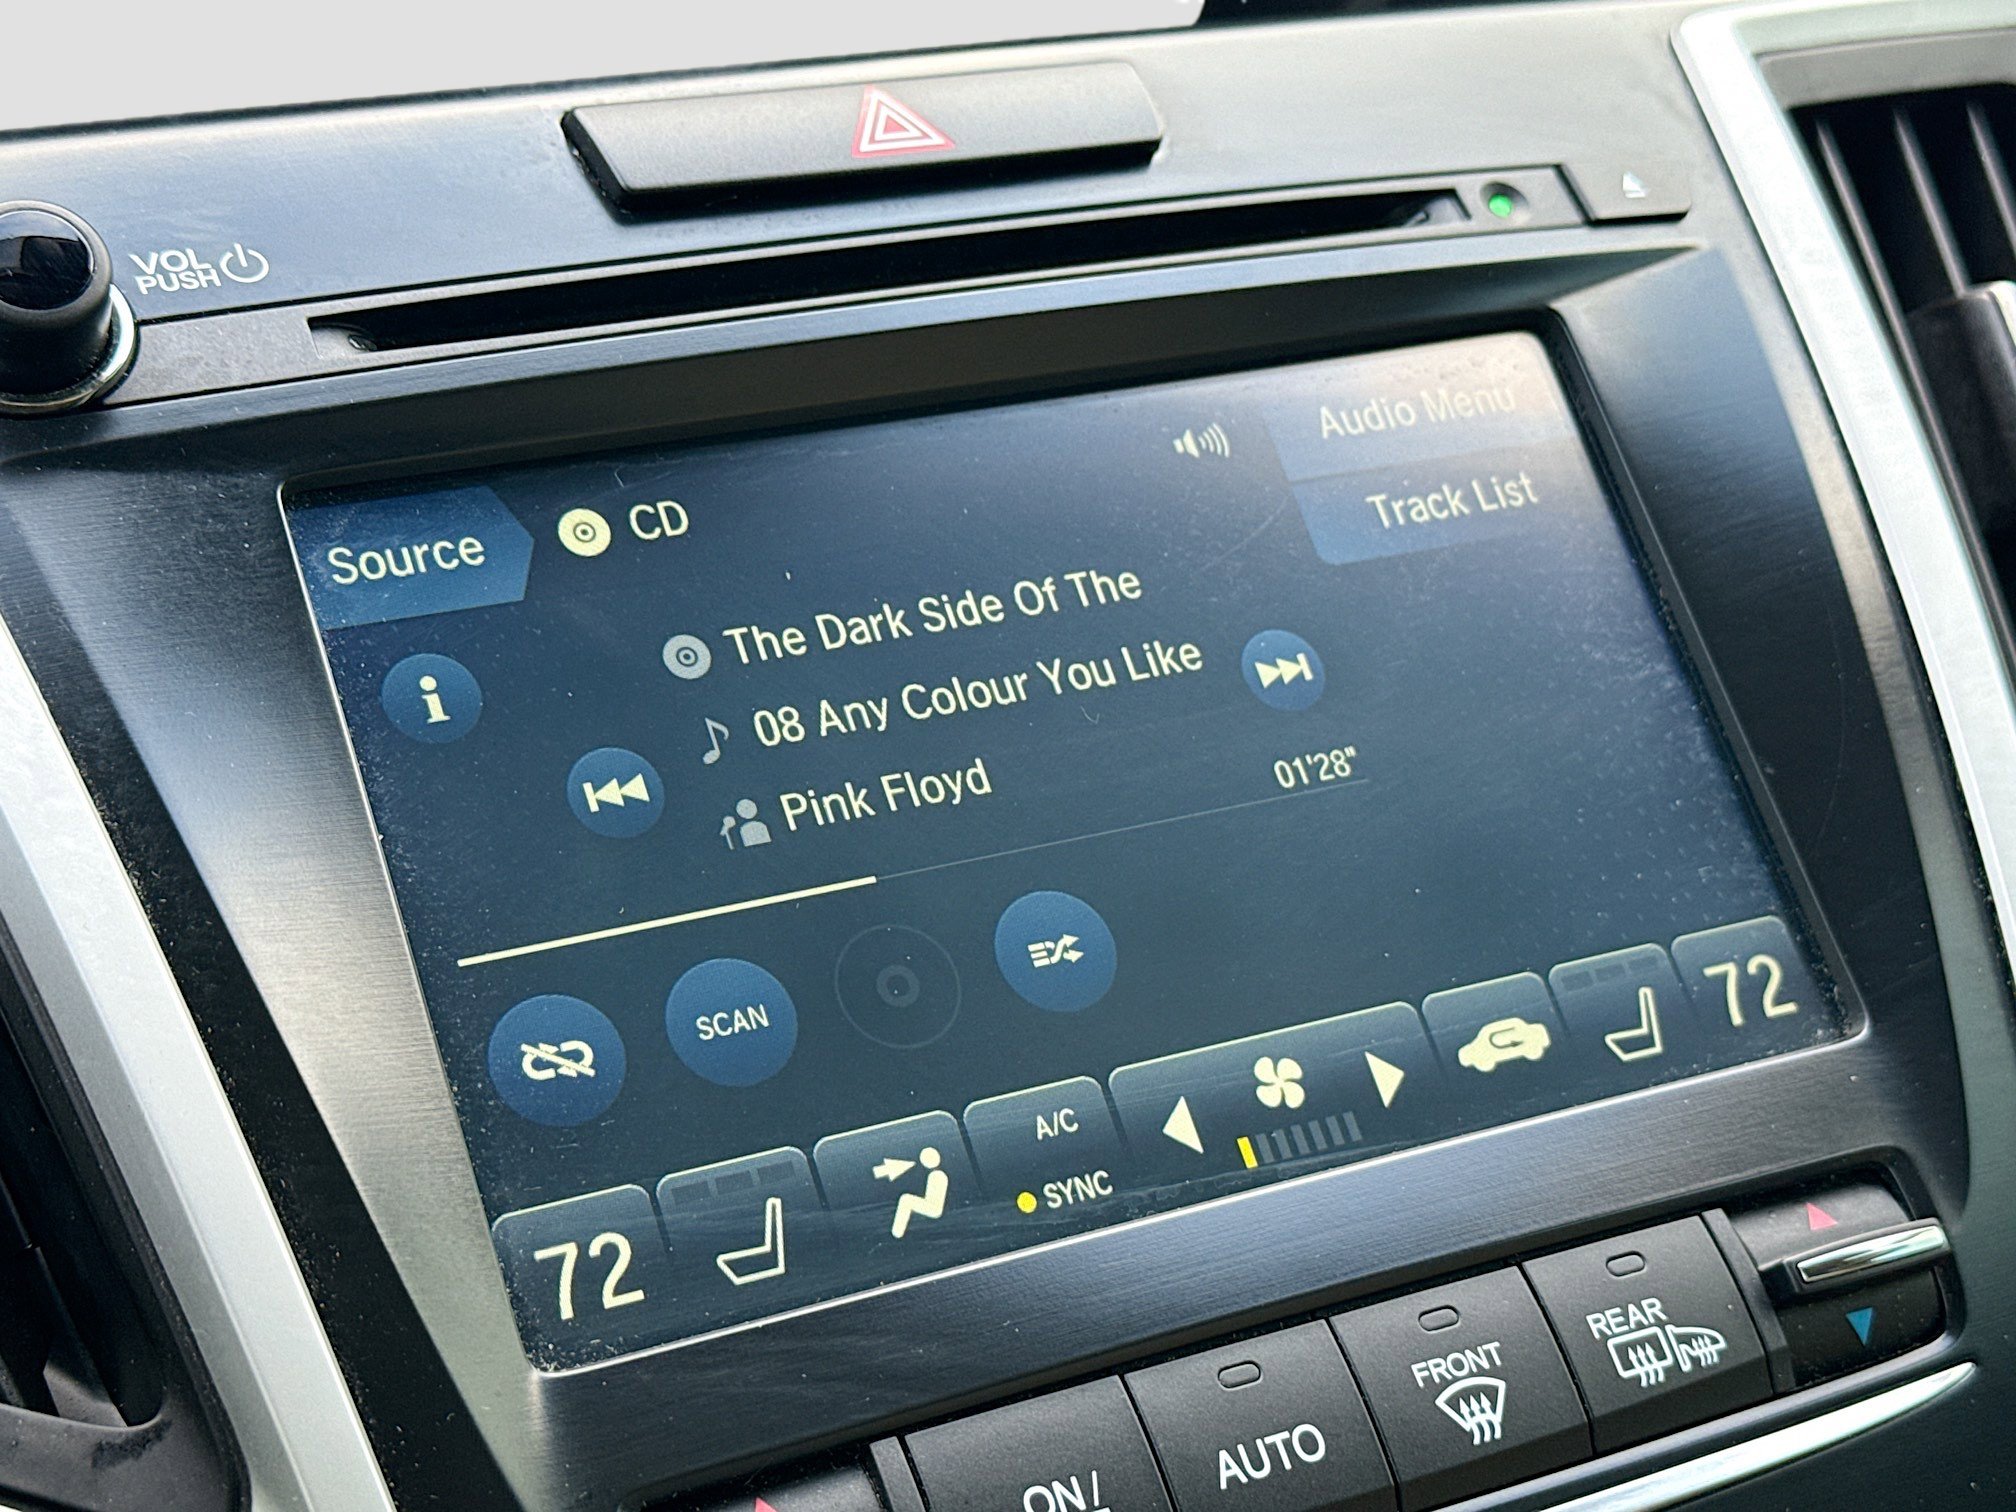 VOL
PUSH
Audio Menu
Track List
Source
CD
The Dark Side Of The
08 Any Colour You Like
Pink Floyd
01'28"
SCAN
A/C
SYNC
72
72
ON/
AUTO
FRONT
REAR